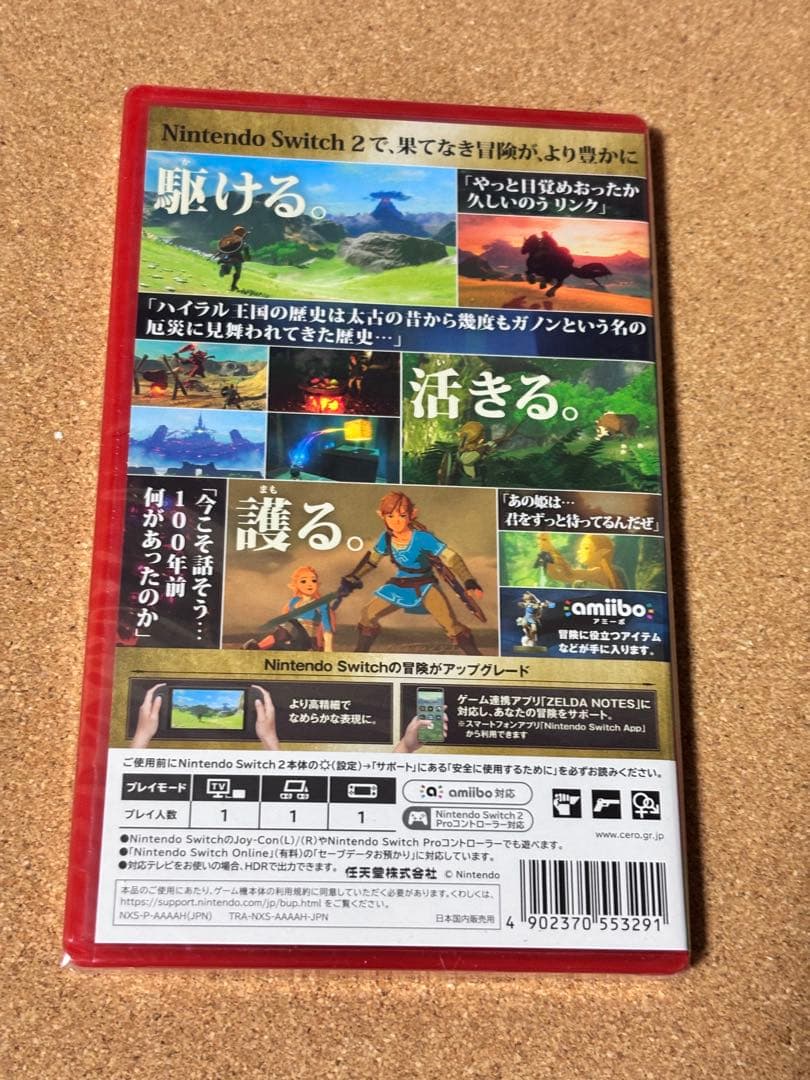 Nintendo Switch 2で、果てなき冒険が、より豊かに
か
駆ける。
「やっと目覚めおったか
久しいのう リンク」
「ハイラル王国の歴史は太古の昔から幾度もガノンという名の
厄災に見舞われてきた歴史…」
い
活きる。
「今こそ話そう…
100年前
何があったのか」
まも
護る。
「あの姫は…
君をずっと待ってるんだぜ」
amiibo
アミーボ
冒険に役立つアイテム
などが手に入ります。
Nintendo Switchの冒険がアップグレード
より高精細で
なめらかな表現に。
ゲーム連携アプリ「ZELDA NOTES」に
対応し、あなたの冒険をサポート。
※スマートフォンアプリ「Nintendo Switch App」
から利用できます
ご使用前にNintendo Switch 2本体の(設定)→「サポート」にある「安全に使用するために」を必ずお読みください。
プレイモード
TV
プレイ人数
1
1
1
amiibo 対応
Nintendo Switch 2
Proコントローラー対応
www.cero.gr.jp
●Nintendo SwitchのJoy-Con(L)/(R)やNintendo Switch Proコントローラーでも遊べます。
●「Nintendo Switch Online」(有料)の「セーブデータお預かり」に対応しています。
●対応テレビをお使いの場合、HDRで出力できます。
任天堂株式会社 © Nintendo
本品のご使用にあたり、ゲーム機本体の利用規約に同意していただく必要があります。くわしくは、
https://support.nintendo.com/jp/bup.html をご覧ください。
NXS-P-AAAAH(JPN) TRA-NXS-AAAAH-JPN
日本国内販売用
4 902370 553291